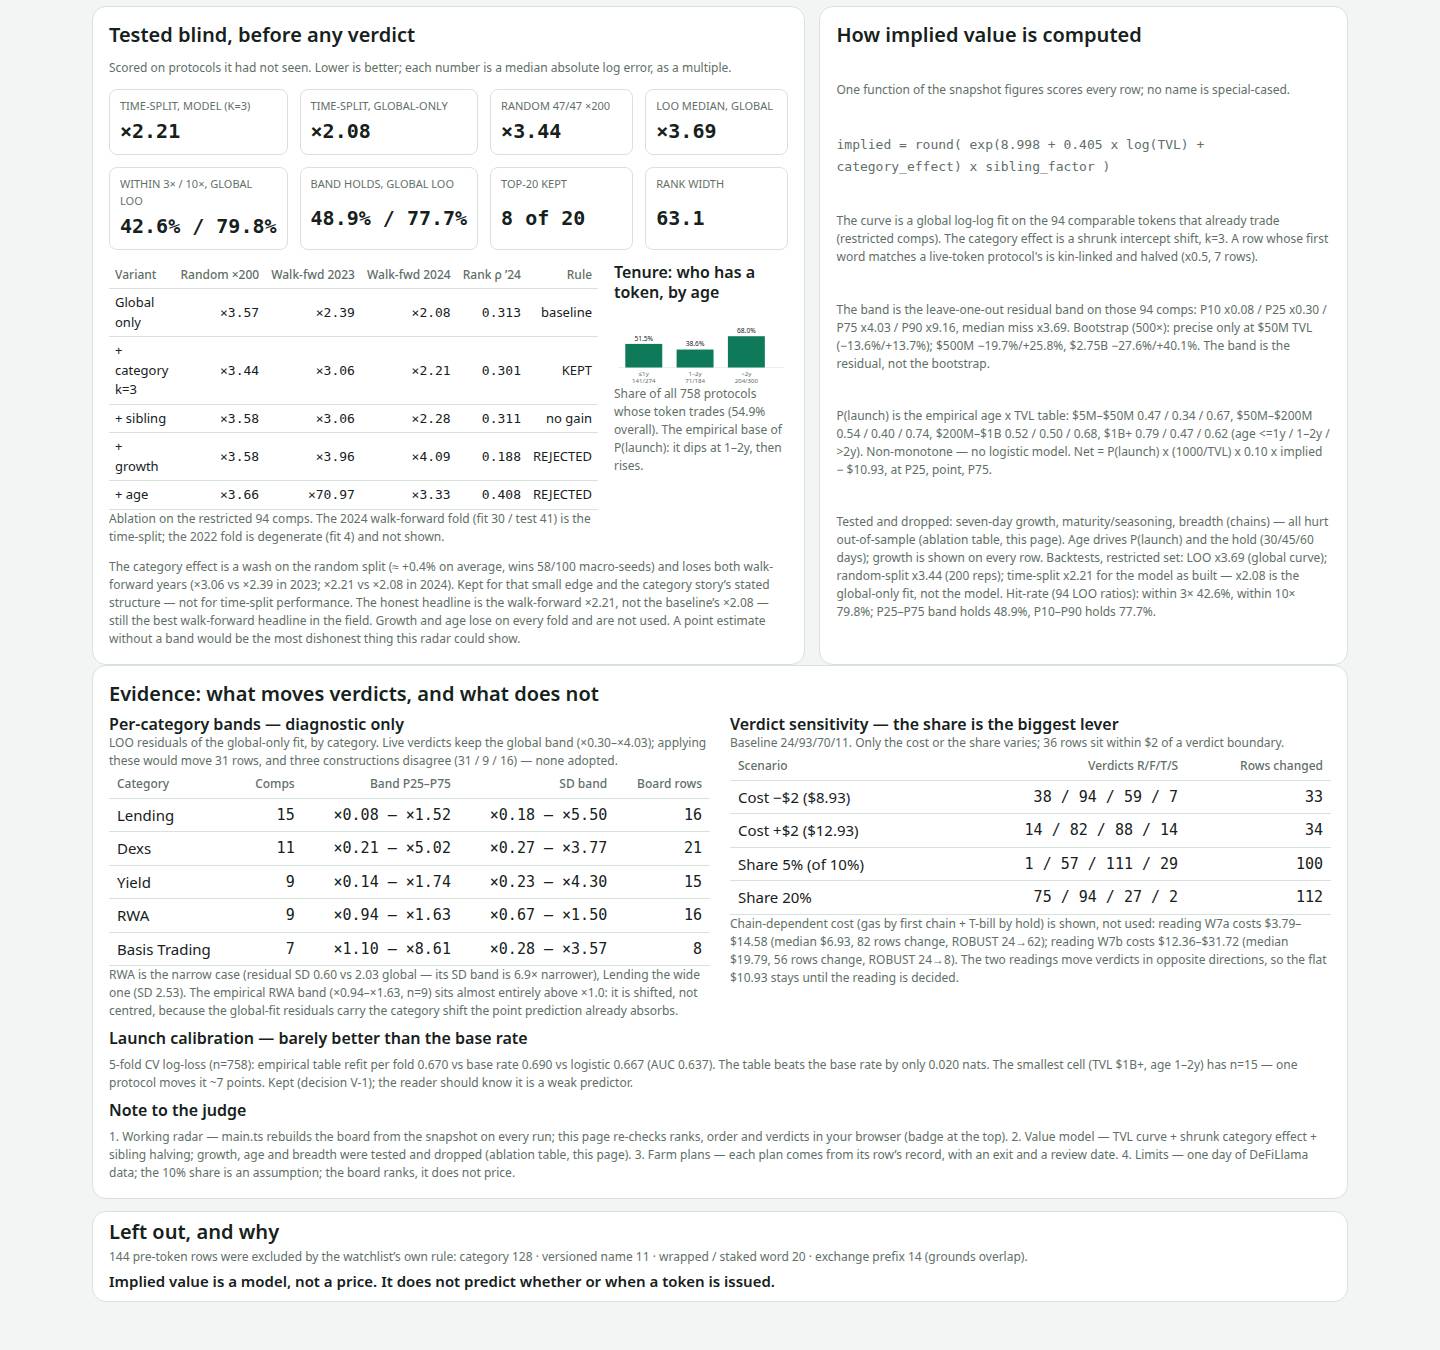 Tested blind, before any verdict
Scored on protocols it had not seen. Lower is better; each number is a median absolute log error, as a multiple.
TIME-SPLIT, MODEL (K=3)
×2.21
TIME-SPLIT, GLOBAL-ONLY
×2.08
RANDOM 47/47 ×200
×3.44
LOO MEDIAN, GLOBAL
×3.69
WITHIN 3× / 10×, GLOBAL
LOO
42.6% / 79.8%
BAND HOLDS, GLOBAL LOO
48.9% / 77.7%
TOP-20 KEPT
8 of 20
RANK WIDTH
63.1
Variant Random ×200 Walk-fwd 2023 Walk-fwd 2024 Rank ρ ’24 Rule
Global
only ×3.57 ×2.39 ×2.08 0.313 baseline
+
category
k=3 ×3.44 ×3.06 ×2.21 0.301 KEPT
+ sibling ×3.58 ×3.06 ×2.28 0.311 no gain
+
growth ×3.58 ×3.96 ×4.09 0.188 REJECTED
+ age ×3.66 ×70.97 ×3.33 0.408 REJECTED
Ablation on the restricted 94 comps. The 2024 walk-forward fold (fit 30 / test 41) is the
time-split; the 2022 fold is degenerate (fit 4) and not shown.
Tenure: who has a
token, by age
51.5% 38.6% 68.0%
≤1y 1–2y >2y
141/274 71/184 204/300
Share of all 758 protocols
whose token trades (54.9%
overall). The empirical base of
P(launch): it dips at 1–2y, then
rises.
The category effect is a wash on the random split (≈ +0.4% on average, wins 58/100 macro-seeds) and loses both walk-
forward years (×3.06 vs ×2.39 in 2023; ×2.21 vs ×2.08 in 2024). Kept for that small edge and the category story’s stated
structure — not for time-split performance. The honest headline is the walk-forward ×2.21, not the baseline’s ×2.08 —
still the best walk-forward headline in the field. Growth and age lose on every fold and are not used. A point estimate
without a band would be the most dishonest thing this radar could show.
How implied value is computed
One function of the snapshot figures scores every row; no name is special-cased.
implied = round( exp(8.998 + 0.405 x log(TVL) +
category_effect) x sibling_factor )
The curve is a global log-log fit on the 94 comparable tokens that already trade
(restricted comps). The category effect is a shrunk intercept shift, k=3. A row whose first
word matches a live-token protocol’s is kin-linked and halved (x0.5, 7 rows).
The band is the leave-one-out residual band on those 94 comps: P10 x0.08 / P25 x0.30 /
P75 x4.03 / P90 x9.16, median miss x3.69. Bootstrap (500×): precise only at $50M TVL
(−13.6%/+13.7%); $500M −19.7%/+25.8%, $2.75B −27.6%/+40.1%. The band is the
residual, not the bootstrap.
P(launch) is the empirical age x TVL table: $5M–$50M 0.47 / 0.34 / 0.67, $50M–$200M
0.54 / 0.40 / 0.74, $200M–$1B 0.52 / 0.50 / 0.68, $1B+ 0.79 / 0.47 / 0.62 (age <=1y / 1–2y /
>2y). Non-monotone — no logistic model. Net = P(launch) x (1000/TVL) x 0.10 x implied
− $10.93, at P25, point, P75.
Tested and dropped: seven-day growth, maturity/seasoning, breadth (chains) — all hurt
out-of-sample (ablation table, this page). Age drives P(launch) and the hold (30/45/60
days); growth is shown on every row. Backtests, restricted set: LOO x3.69 (global curve);
random-split x3.44 (200 reps); time-split x2.21 for the model as built — x2.08 is the
global-only fit, not the model. Hit-rate (94 LOO ratios): within 3× 42.6%, within 10×
79.8%; P25–P75 band holds 48.9%, P10–P90 holds 77.7%.
Evidence: what moves verdicts, and what does not
Per-category bands — diagnostic only
LOO residuals of the global-only fit, by category. Live verdicts keep the global band (×0.30–×4.03); applying
these would move 31 rows, and three constructions disagree (31 / 9 / 16) — none adopted.
Category Comps Band P25–P75 SD band Board rows
Lending 15 ×0.08 — ×1.52 ×0.18 — ×5.50 16
Dexs 11 ×0.21 — ×5.02 ×0.27 — ×3.77 21
Yield 9 ×0.14 — ×1.74 ×0.23 — ×4.30 15
RWA 9 ×0.94 — ×1.63 ×0.67 — ×1.50 16
Basis Trading 7 ×1.10 — ×8.61 ×0.28 — ×3.57 8
RWA is the narrow case (residual SD 0.60 vs 2.03 global — its SD band is 6.9× narrower), Lending the wide
one (SD 2.53). The empirical RWA band (×0.94–×1.63, n=9) sits almost entirely above ×1.0: it is shifted, not
centred, because the global-fit residuals carry the category shift the point prediction already absorbs.
Verdict sensitivity — the share is the biggest lever
Baseline 24/93/70/11. Only the cost or the share varies; 36 rows sit within $2 of a verdict boundary.
Scenario Verdicts R/F/T/S Rows changed
Cost −$2 ($8.93) 38 / 94 / 59 / 7 33
Cost +$2 ($12.93) 14 / 82 / 88 / 14 34
Share 5% (of 10%) 1 / 57 / 111 / 29 100
Share 20% 75 / 94 / 27 / 2 112
Chain-dependent cost (gas by first chain + T-bill by hold) is shown, not used: reading W7a costs $3.79–
$14.58 (median $6.93, 82 rows change, ROBUST 24→62); reading W7b costs $12.36–$31.72 (median
$19.79, 56 rows change, ROBUST 24→8). The two readings move verdicts in opposite directions, so the flat
$10.93 stays until the reading is decided.
Launch calibration — barely better than the base rate
5-fold CV log-loss (n=758): empirical table refit per fold 0.670 vs base rate 0.690 vs logistic 0.667 (AUC 0.637). The table beats the base rate by only 0.020 nats. The smallest cell (TVL $1B+, age 1–2y) has n=15 — one
protocol moves it ~7 points. Kept (decision V-1); the reader should know it is a weak predictor.
Note to the judge
1. Working radar — main.ts rebuilds the board from the snapshot on every run; this page re-checks ranks, order and verdicts in your browser (badge at the top). 2. Value model — TVL curve + shrunk category effect +
sibling halving; growth, age and breadth were tested and dropped (ablation table, this page). 3. Farm plans — each plan comes from its row’s record, with an exit and a review date. 4. Limits — one day of DeFiLlama
data; the 10% share is an assumption; the board ranks, it does not price.
Left out, and why
144 pre-token rows were excluded by the watchlist’s own rule: category 128 · versioned name 11 · wrapped / staked word 20 · exchange prefix 14 (grounds overlap).
Implied value is a model, not a price. It does not predict whether or when a token is issued.